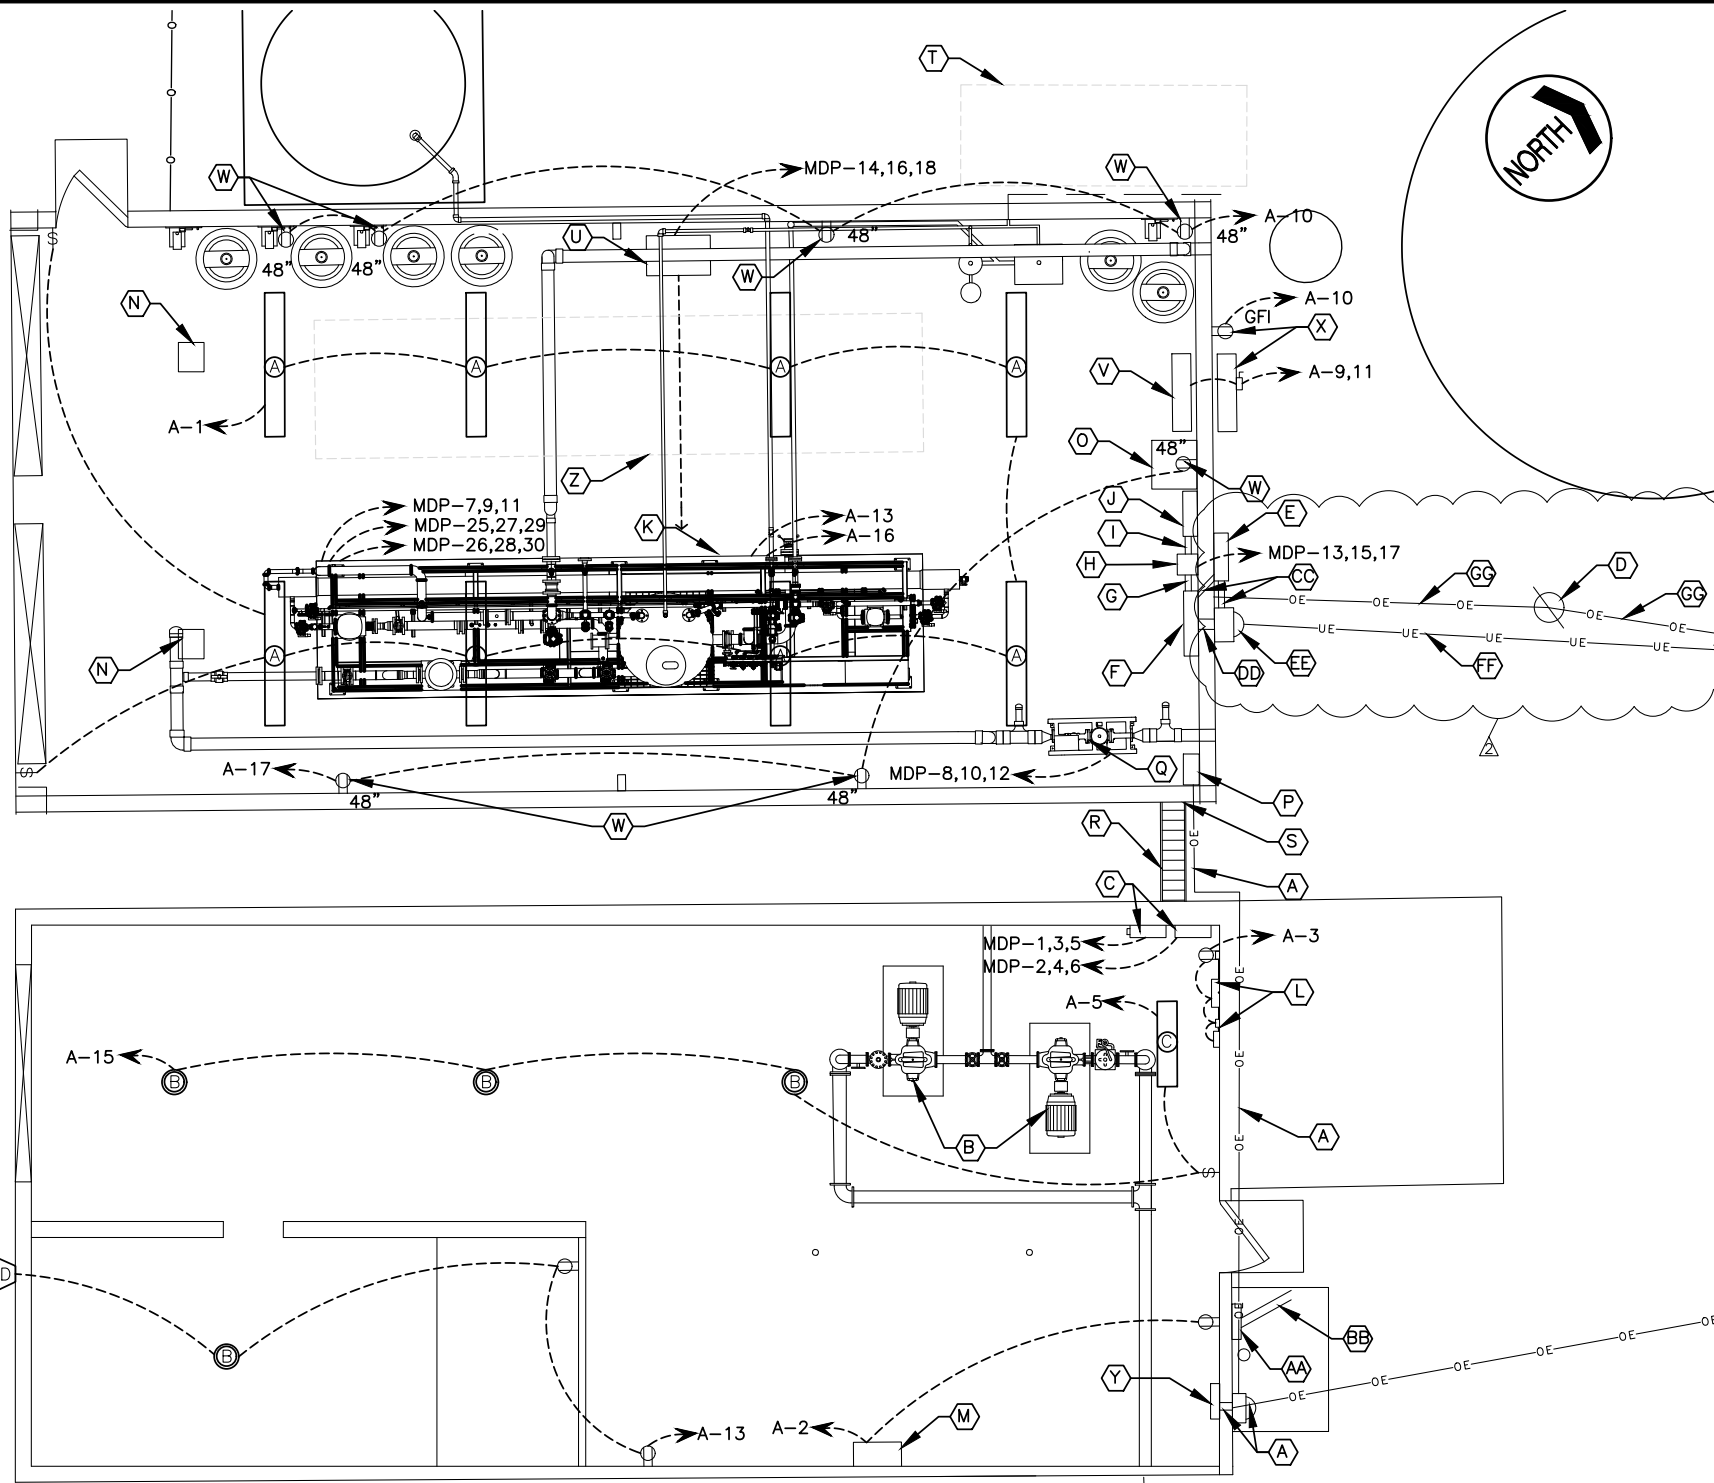 T
NORTH
MDP-14,16,18
W
W
A-10
S
U
48"
48"
48"
48"
W
N
A-10
GFI
X
A
A
A
A
V
A-9,11
A-1
O
48"
Z
W
J
MDP-7,9,11
MDP-25,27,29
MDP-26,28,30
K
A-13
A-16
E
I
H
MDP-13,15,17
G
CC
GG
D
GG
OE
OE
OE
OE
OE
UE
UE
UE
UE
UE
N
A
A
A
F
DD
EE
FF
S
A-17
48"
MDP-8,10,12
48"
Q
2
P
W
R
OE
S
C
A
MDP-1,3,5
MDP-2,4,6
A-3
OE
A-5
L
C
A-15
OE
B
B
B
B
OE
A
S
OE
D
B
OE
BB
AA
Y
OE
OE
OE
OE
OE
OE
A-13
A-2
M
A